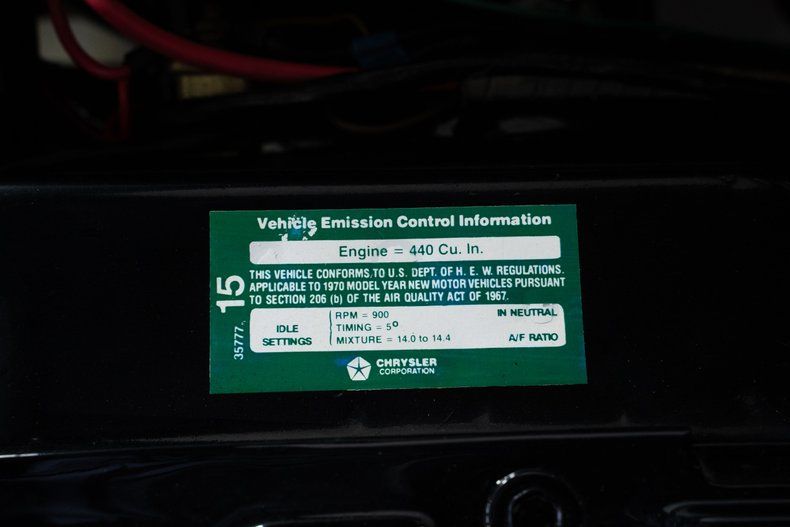 Vehicle Emission Control Information
Engine = 440 Cu. In.
THIS VEHICLE CONFORMS TO U.S. DEPT. OF H. E. W. REGULATIONS.
APPLICABLE TO 1970 MODEL YEAR NEW MOTOR VEHICLES PURSUANT
TO SECTION 206 (b) OF THE AIR QUALITY ACT OF 1967.
15
35777
IDLE
SETTINGS
RPM = 900 IN NEUTRAL
TIMING = 5°
MIXTURE = 14.0 to 14.4 A/F RATIO
CHRYSLER
CORPORATION